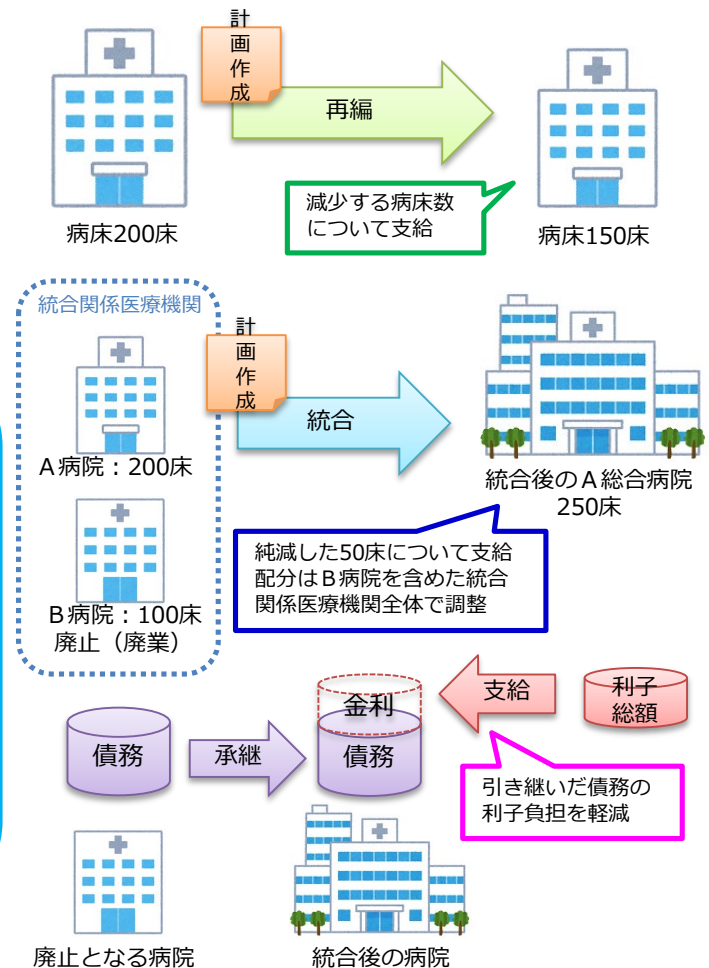 計画作成
再編
減少する病床数
について支給
病床200床
病床150床
統合関係医療機関
計画作成
統合
A病院：200床
B病院：100床
廃止（廃業）
統合後のA総合病院
250床
純減した50床について支給
配分はB病院を含めた統合
関係医療機関全体で調整
債務
承継
金利
債務
支給
利子
総額
引き継いだ債務の
利子負担を軽減
廃止となる病院
統合後の病院